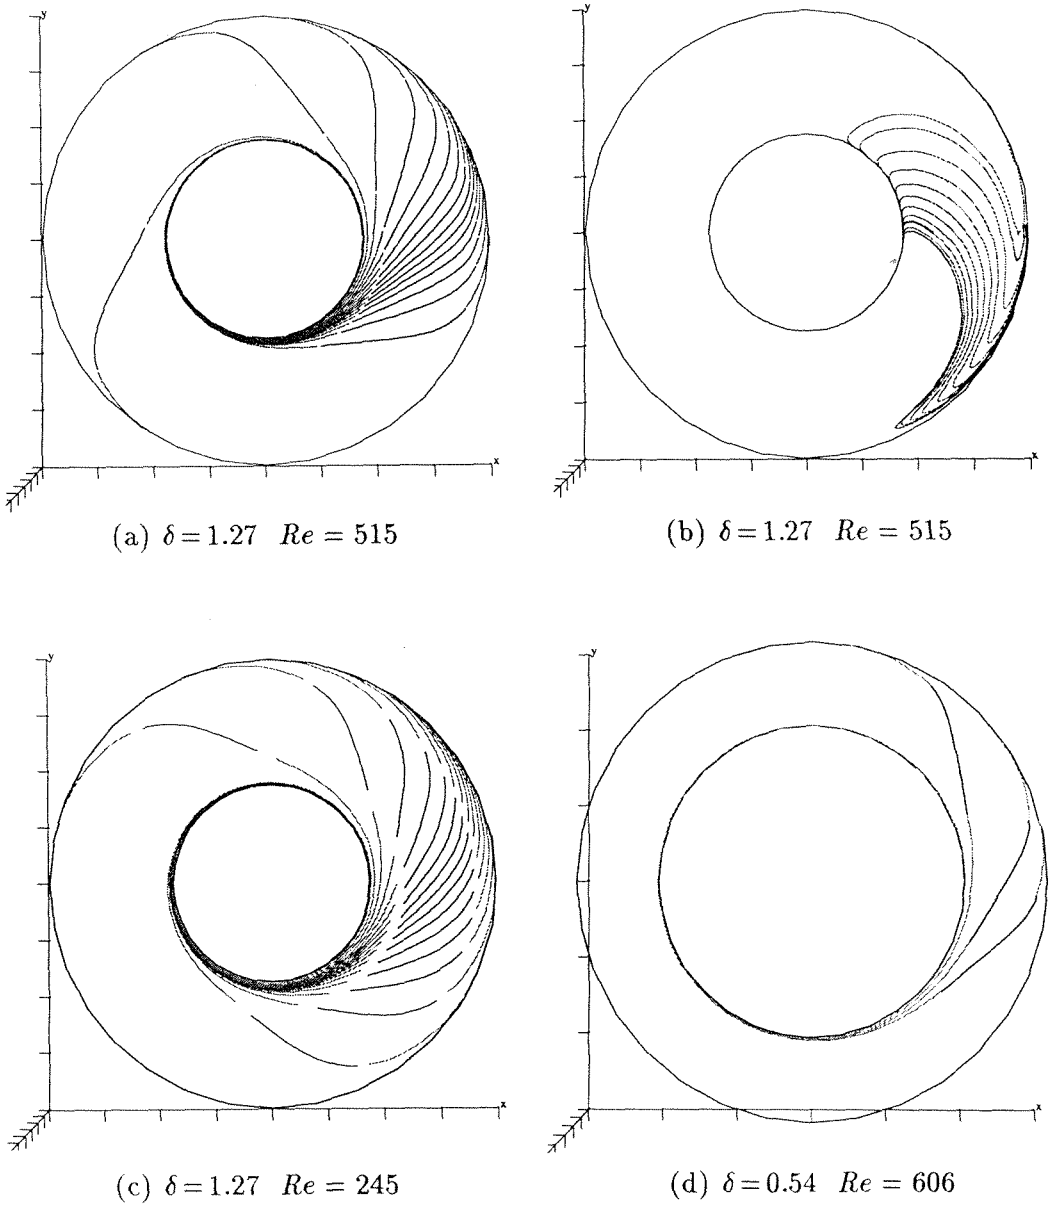 y
y
x
x
(a) δ=1.27 Re = 515
(b) δ=1.27 Re = 515
y
y
x
x
(c) δ=1.27 Re = 245
(d) δ=0.54 Re = 606